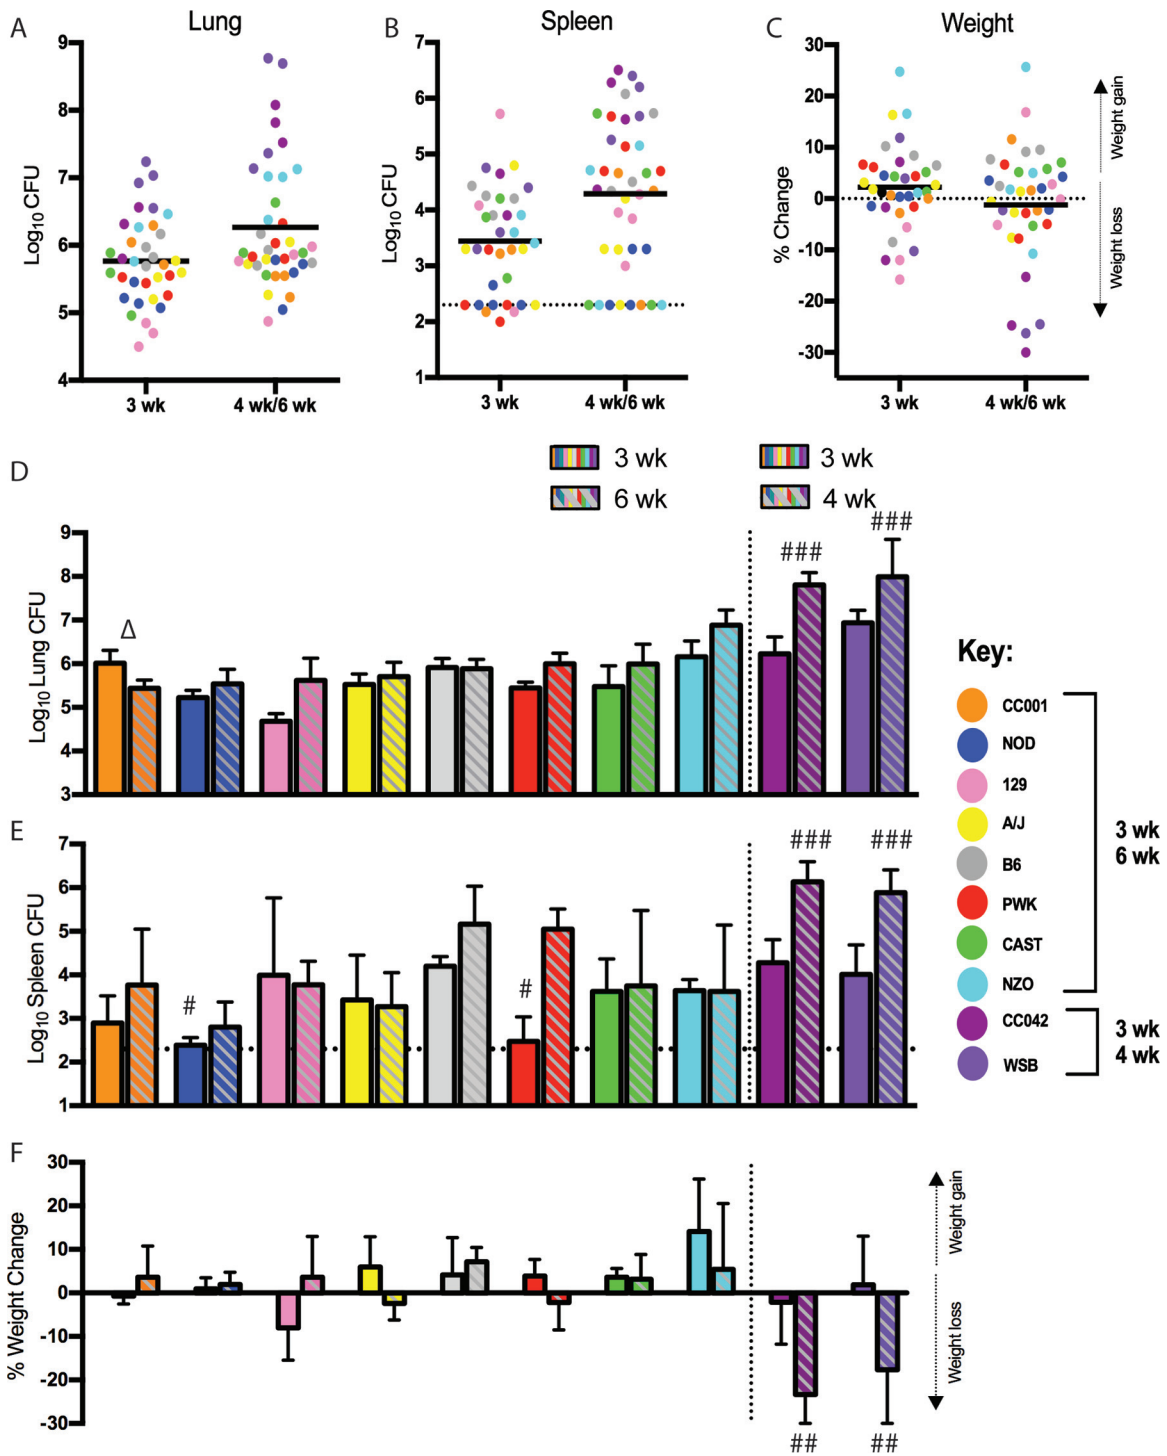 A
Lung
Log10 CFU
9
8
7
6
5
4
3 wk
4 wk/6 wk
B
Spleen
Log10 CFU
7
6
5
4
3
2
1
3 wk
4 wk/6 wk
C
Weight
% Change
30
20
10
0
-10
-20
-30
3 wk
4 wk/6 wk
Weight gain
Weight loss
3 wk
6 wk
3 wk
4 wk
D
Log10 Lung CFU
9
8
7
6
5
4
3
Δ
###
###
E
Log10 Spleen CFU
7
6
5
4
3
2
1
#
#
###
###
F
% Weight Change
30
20
10
0
-10
-20
-30
##
##
Weight gain
Weight loss
Key:
CC001
NOD
129
A/J
B6
PWK
CAST
NZO
CC042
WSB
3 wk
6 wk
3 wk
4 wk